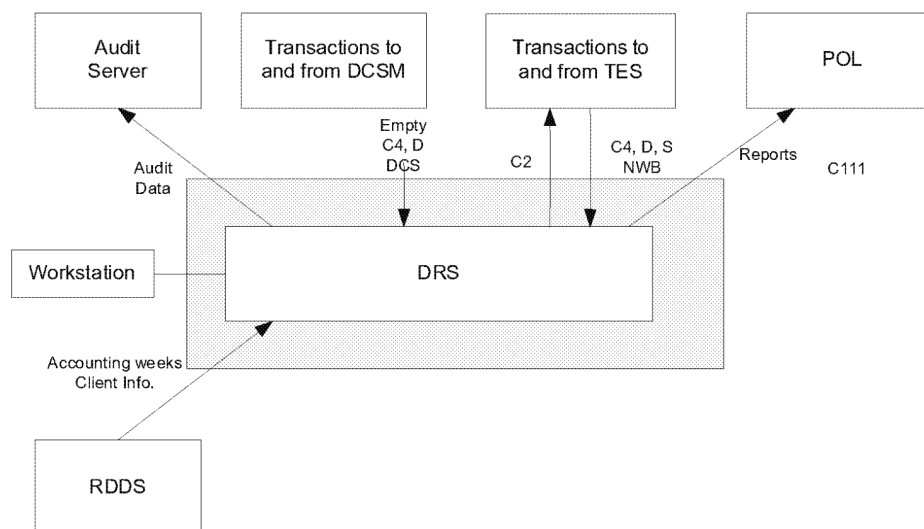 Audit
Server
Transactions to
and from DCSM
Transactions to
and from TES
POL
Empty
C4, D
DCS
C2
C4, D, S
NWB
Reports
C111
Audit
Data
Workstation
DRS
Accounting weeks
Client Info.
RDDS